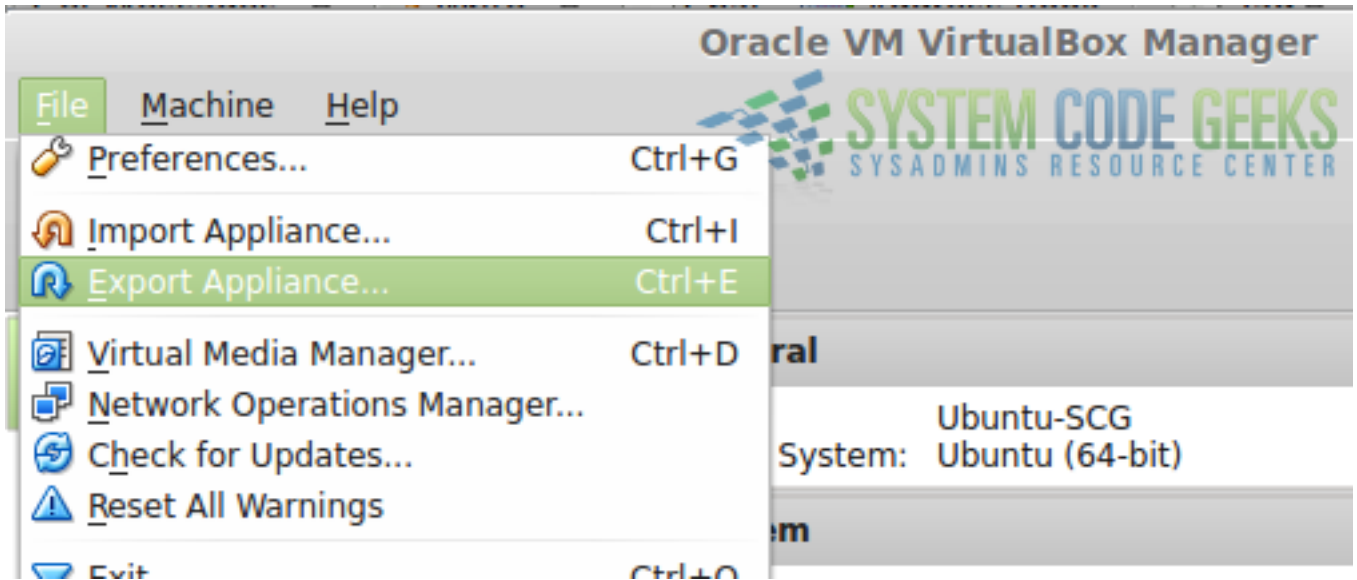 Oracle VM VirtualBox Manager
File Machine Help
SYSTEM CODE GEEKS
SYSADMINS RESOURCE CENTER
Preferences... Ctrl+G
Import Appliance... Ctrl+I
Export Appliance... Ctrl+E
Virtual Media Manager... Ctrl+D
Network Operations Manager...
Check for Updates...
Reset All Warnings
Exit Ctrl+Q
ral
Ubuntu-SCG
System: Ubuntu (64-bit)
em